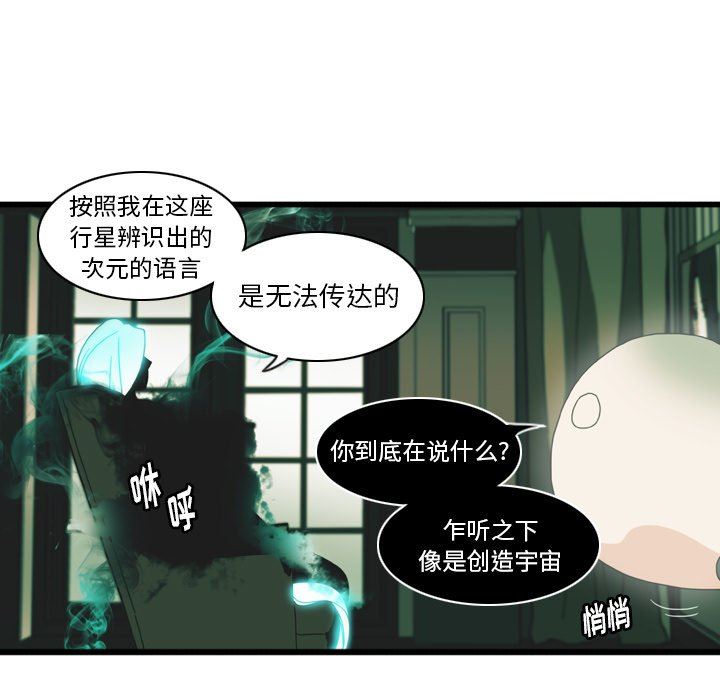 按照我在这座
行星辨识出的
次元的语言
是无法传达的
你到底在说什么?
乍听之下
像是创造宇宙
咻呼
悄悄